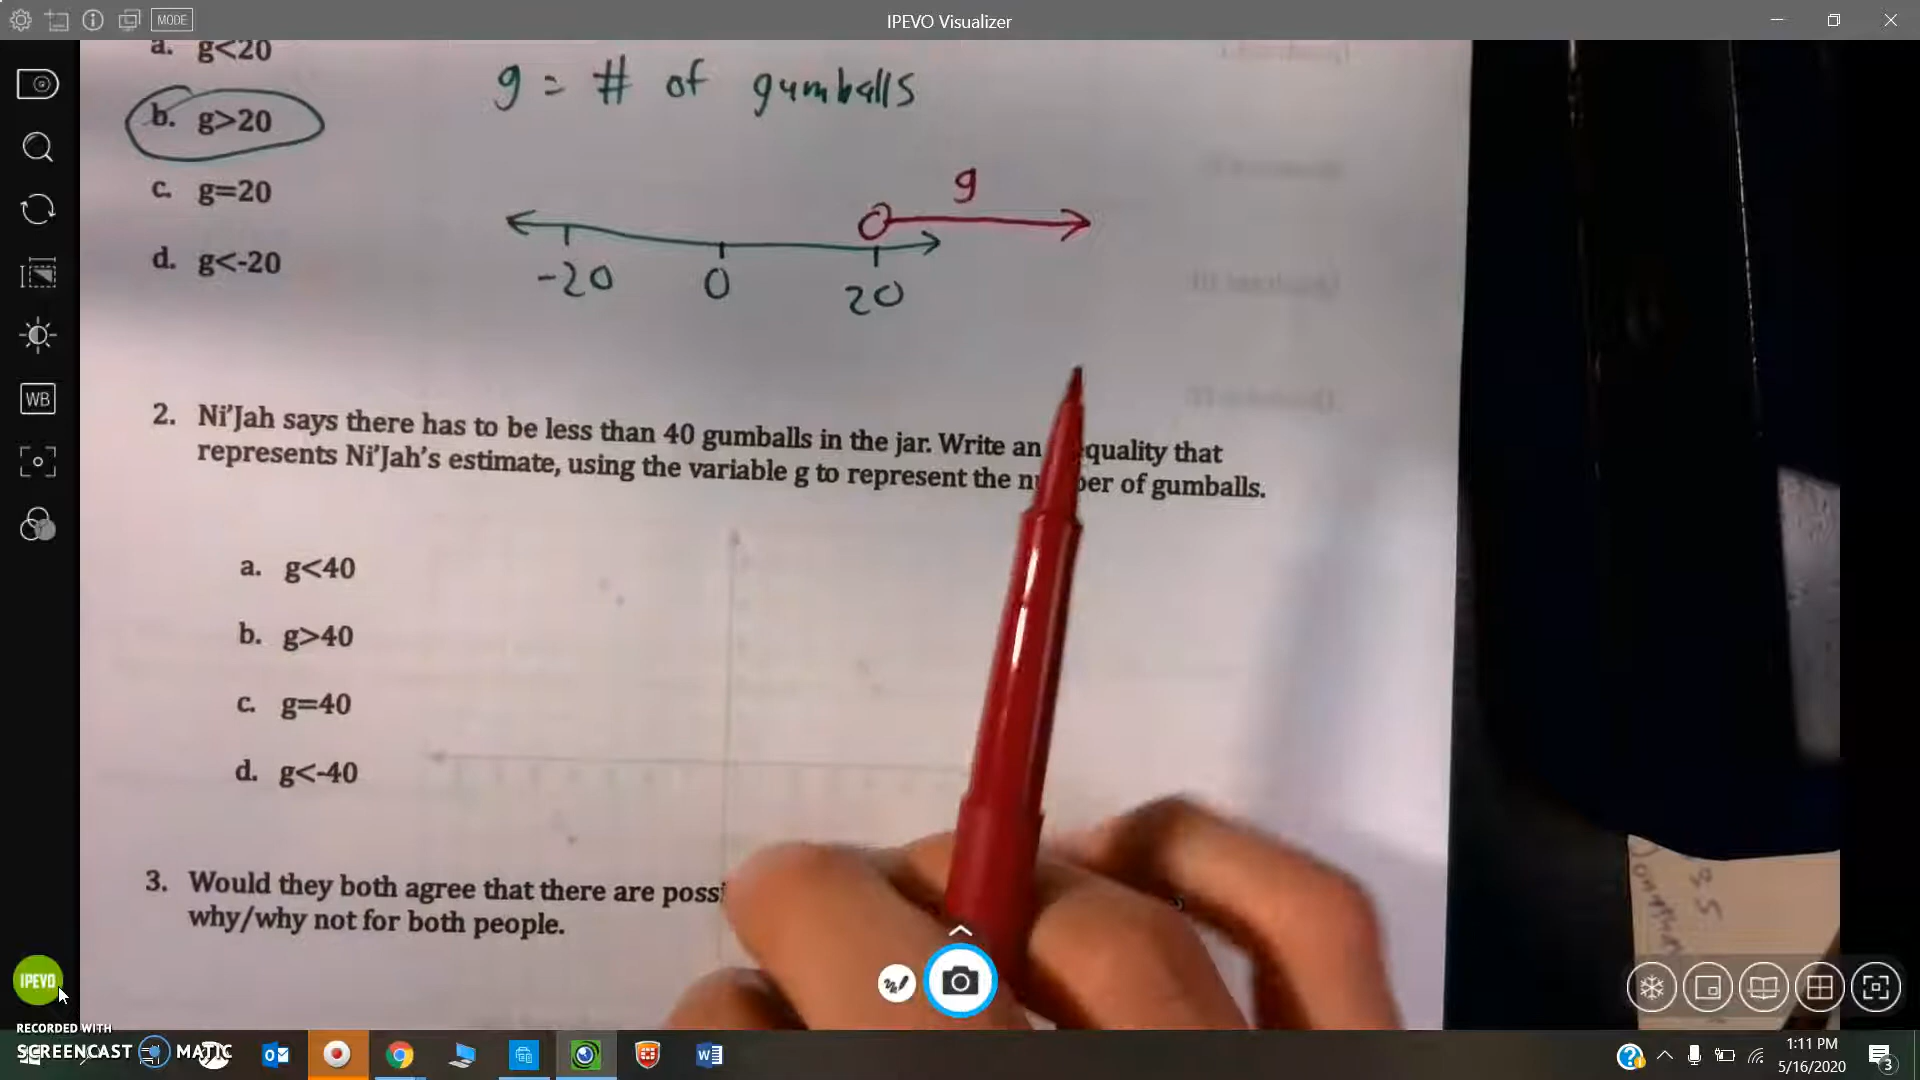 MODE
IPEVO Visualizer
a. g<20
g = # of gumballs
b. g>20
c. g=20
g
d. g<-20
-20 0 20
WB
2. Ni'Jah says there has to be less than 40 gumballs in the jar. Write an equality that
represents Ni'Jah's estimate, using the variable g to represent the of gumballs.
a. g<40
b. g>40
c. g=40
d. g<-40
3. Would they both agree that there are
why/why not for both people.
IPEVO
RECORDED WITH
SCREENCAST MATIC
1:11 PM
5/16/2020
3